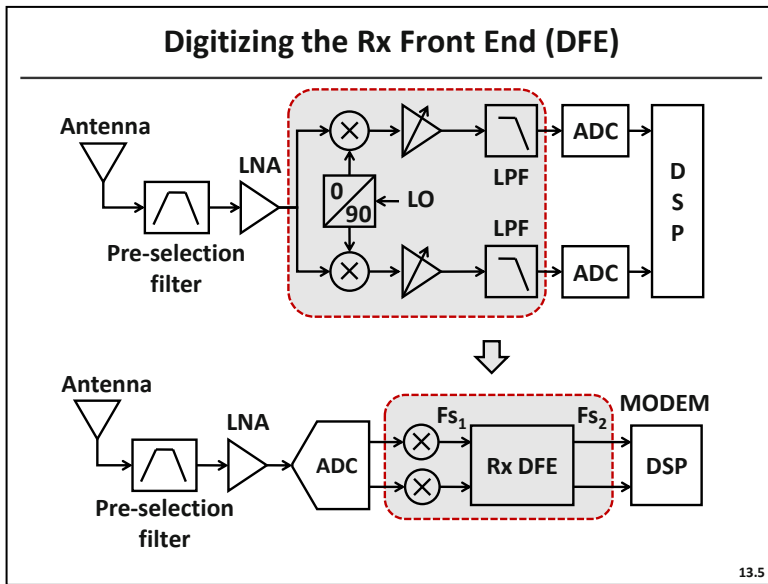 Digitizing the Rx Front End (DFE)
Antenna
LNA
Pre-selection
filter
0
90
LO
LPF
LPF
ADC
ADC
D
S
P
Antenna
LNA
Pre-selection
filter
ADC
Fs1
Rx DFE
Fs2
MODEM
DSP
13.5